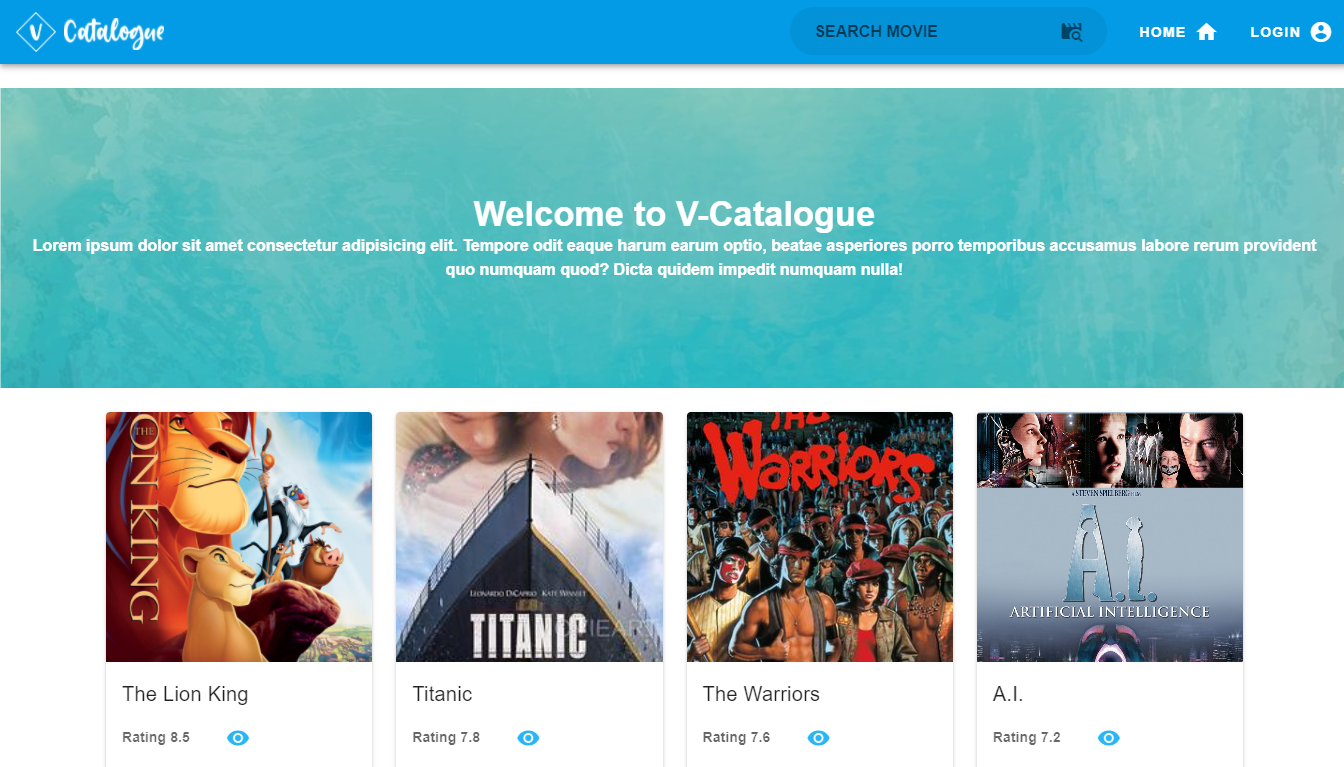 V Catalogue
SEARCH MOVIE
HOME
LOGIN
Welcome to V-Catalogue
Lorem ipsum dolor sit amet consectetur adipisicing elit. Tempore odit eaque harum earum optio, beatae asperiores porro temporibus accusamus labore rerum provident
quo numquam quod? Dicta quidem impedit numquam nulla!
THE
ON KING
LEONARDO DICAPRIO KATE WINSLET
TITANIC
THE
WARRIORS
A STEVEN SPIELBERG FILM
A.I.
ARTIFICIAL INTELLIGENCE
The Lion King
Titanic
The Warriors
A.I.
Rating 8.5
Rating 7.8
Rating 7.6
Rating 7.2